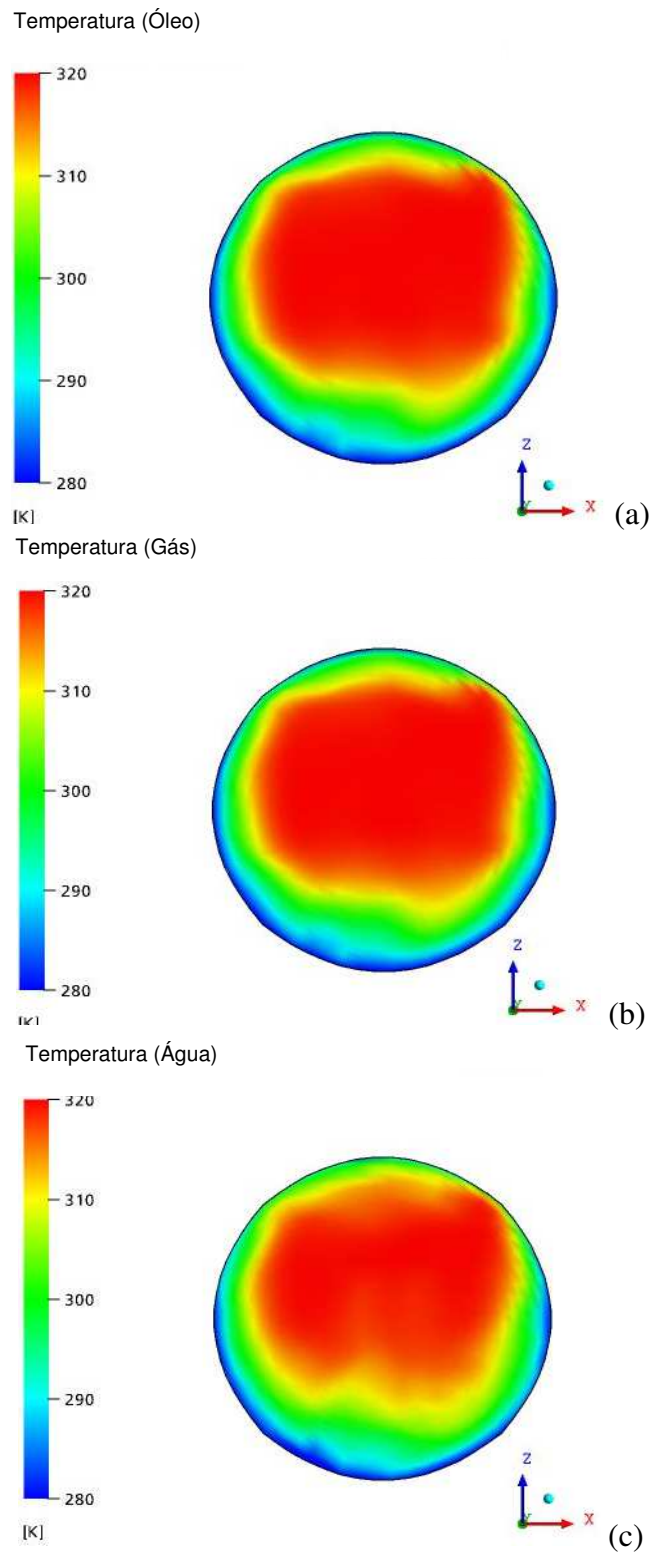 Temperatura (Óleo)
320
310
300
290
280
[K]
Z
Y
X
(a)
Temperatura (Gás)
320
310
300
290
280
[K]
Z
Y
X
(b)
Temperatura (Água)
320
310
300
290
280
[K]
Z
Y
X
(c)